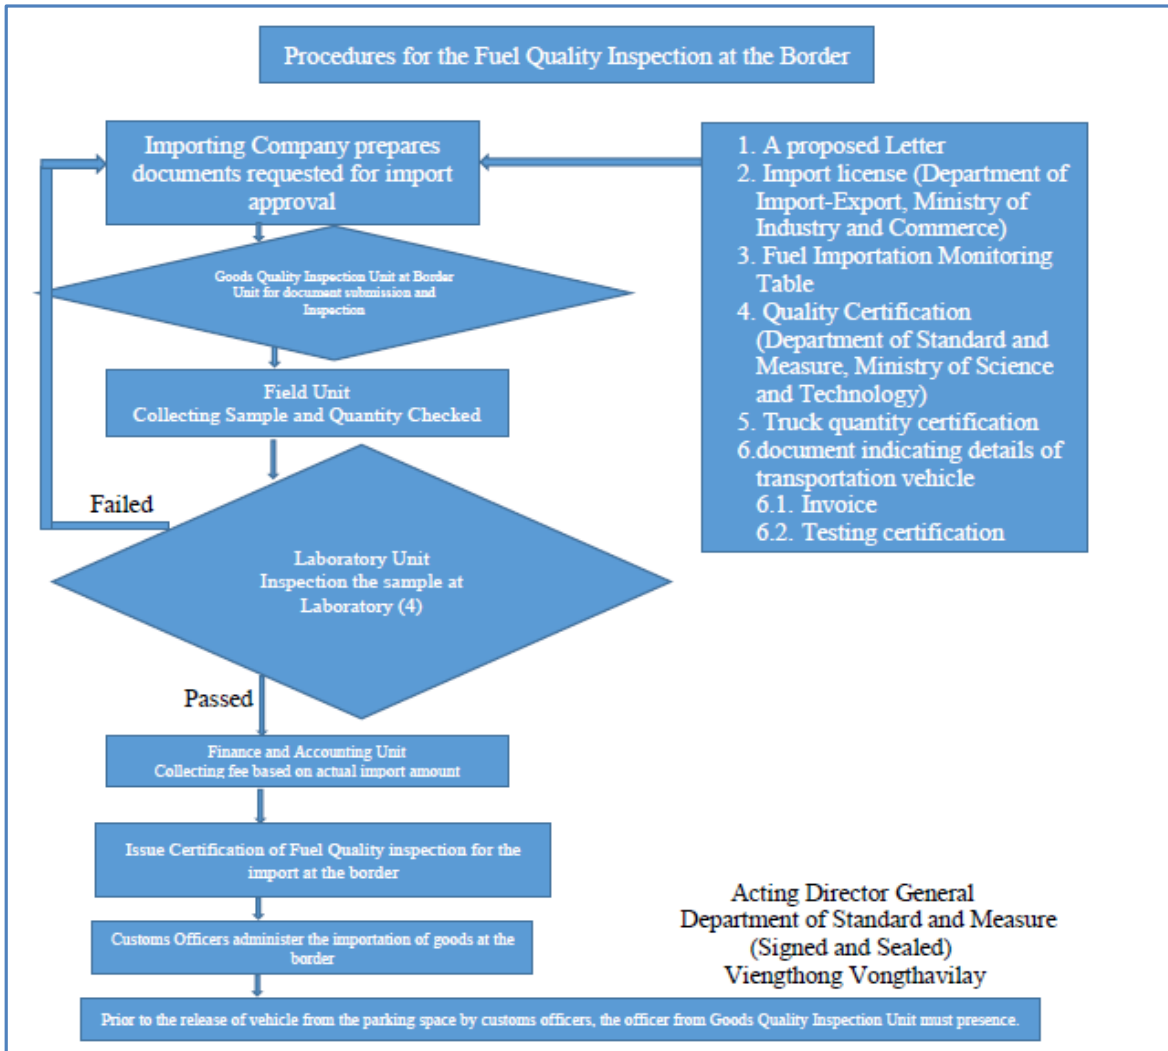 Procedures for the Fuel Quality Inspection at the Border
Importing Company prepares
documents requested for import
approval
1. A proposed Letter
2. Import license (Department of
Import-Export, Ministry of
Industry and Commerce)
3. Fuel Importation Monitoring
Table
4. Quality Certification
(Department of Standard and
Measure, Ministry of Science
and Technology)
5. Truck quantity certification
6.document indicating details of
transportation vehicle
6.1. Invoice
6.2. Testing certification
Goods Quality Inspection Unit at Border
Unit for document submission and
Inspection
Field Unit
Collecting Sample and Quantity Checked
Failed
Laboratory Unit
Inspection the sample at
Laboratory (4)
Passed
Finance and Accounting Unit
Collecting fee based on actual import amount
Issue Certification of Fuel Quality inspection for the
import at the border
Customs Officers administer the importation of goods at the
border
Acting Director General
Department of Standard and Measure
(Signed and Sealed)
Viengthong Vongthavilay
Prior to the release of vehicle from the parking space by customs officers, the officer from Goods Quality Inspection Unit must presence.